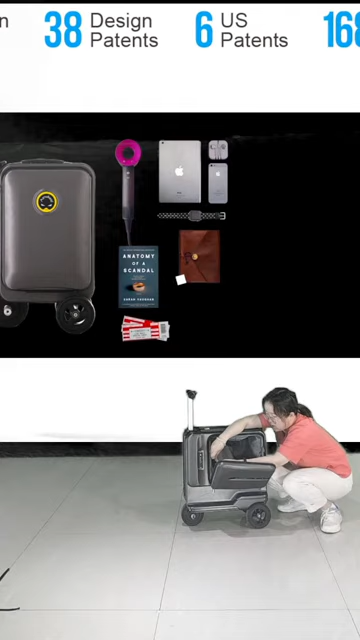 38 Design Patents
6 US Patents
168
ANATOMY
OF A
SCANDAL
SARAH VAUGHAN